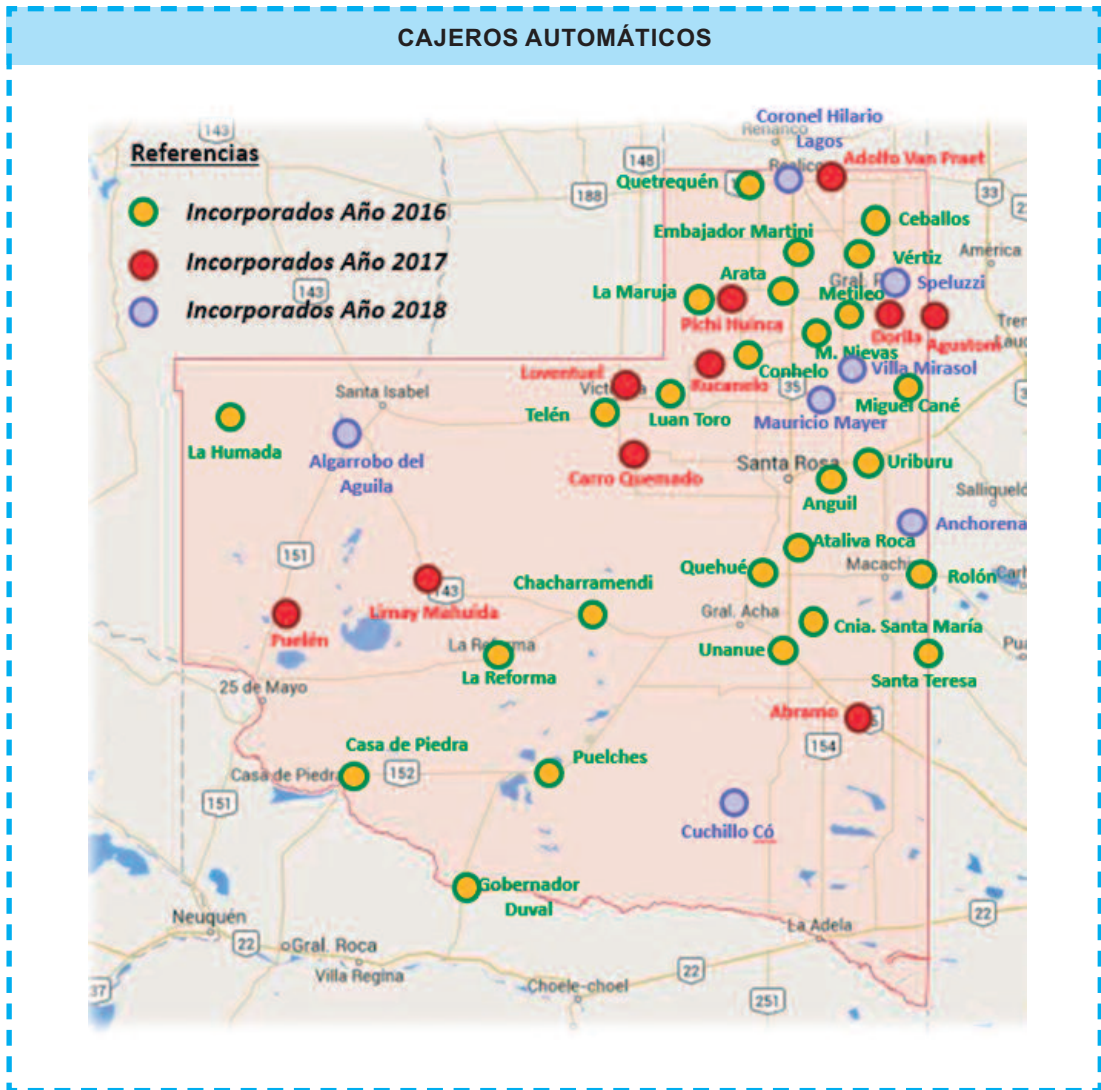 CAJEROS AUTOMÁTICOS
Referencias
Incorporados Año 2016
Incorporados Año 2017
Incorporados Año 2018
143
148
188
143
33
Coronel Hilario
Lagos
Adolfo Van Praet
Quetrequén
Ceballos
Embajador Martini
Vértiz
América
Arata
Speluzzi
La Maruja
Metileo
Pichi Huinca
Dorila
Agustoni
M. Nievas
Conhelo
Villa Mirasol
Loventuel
Rucanelo
35
Santa Isabel
Telén
Luan Toro
Miguel Cané
Mauricio Mayer
La Humada
Algarrobo del
Aguila
Carro Quemado
Santa Rosa
Uriburu
Anguil
Anchorena
151
Ataliva Roca
Quehué
Macachi
Rolón
Chacharramendi
143
Limay Mahuida
Puelén
Gral. Acha
Cnia. Santa María
La Reforma
Unanue
La Reforma
Santa Teresa
25 de Mayo
Abramo
154
Casa de Piedra
Puelches
Casa de Piedra
152
151
Cuchillo Có
Gobernador
Duval
Neuquén
22
Gral. Roca
Villa Regina
La Adela
22
22
Choele-choel
37
251